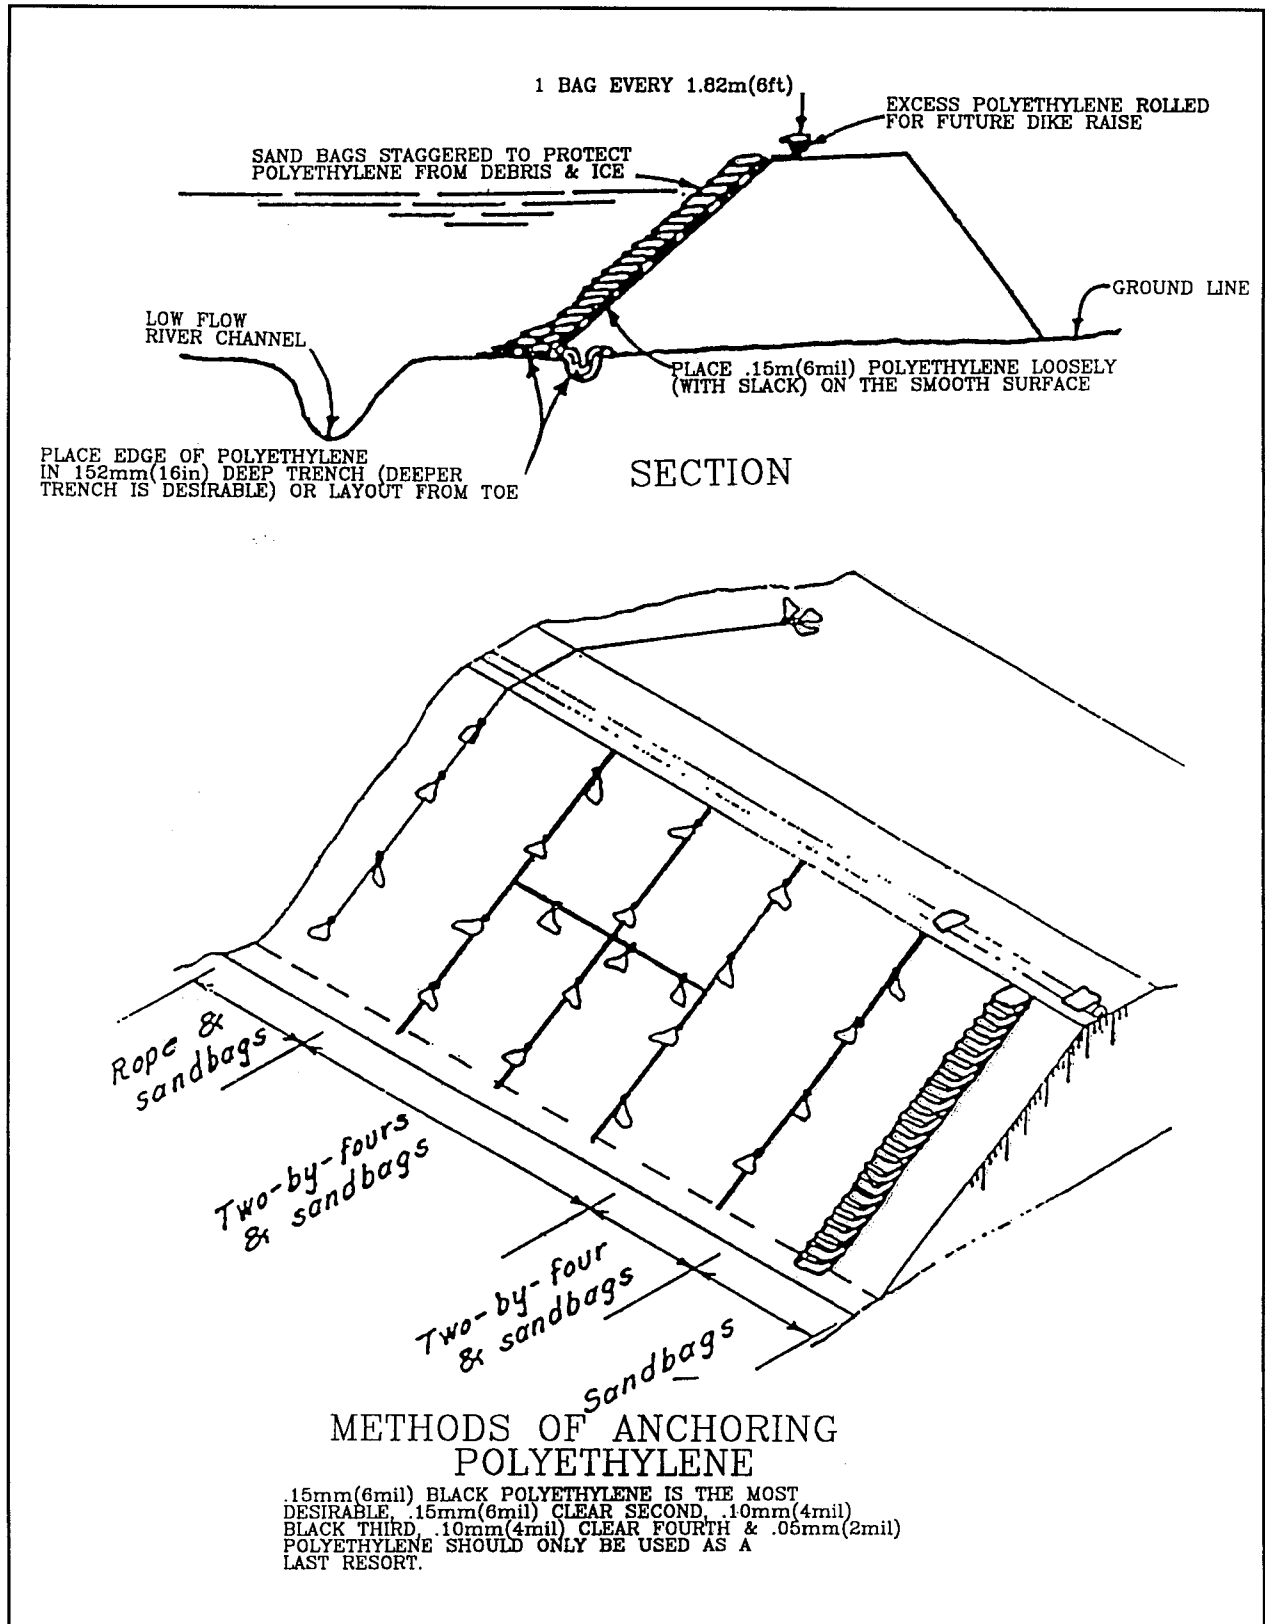 1 BAG EVERY 1.82m(6ft)
EXCESS POLYETHYLENE ROLLED
FOR FUTURE DIKE RAISE
SAND BAGS STAGGERED TO PROTECT
POLYETHYLENE FROM DEBRIS & ICE
GROUND LINE
LOW FLOW
RIVER CHANNEL
PLACE .15m(6mil) POLYETHYLENE LOOSELY
(WITH SLACK) ON THE SMOOTH SURFACE
PLACE EDGE OF POLYETHYLENE
IN 152mm(16in) DEEP TRENCH (DEEPER
TRENCH IS DESIRABLE) OR LAYOUT FROM TOE
SECTION
Rope &
sandbags
Two-by-fours
& sandbags
Two-by-four
& sandbags
Sandbags
METHODS OF ANCHORING
POLYETHYLENE
.15mm(6mil) BLACK POLYETHYLENE IS THE MOST
DESIRABLE, .15mm(6mil) CLEAR SECOND, .10mm(4mil)
BLACK THIRD, .10mm(4mil) CLEAR FOURTH & .05mm(2mil)
POLYETHYLENE SHOULD ONLY BE USED AS A
LAST RESORT.